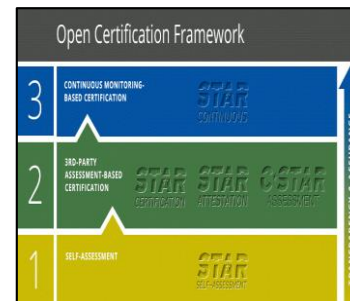 Open Certification Framework
3
CONTINUOUS MONITORING-
BASED CERTIFICATION
STAR
CONTINUOUS
2
3RD-PARTY
ASSESSMENT-BASED
CERTIFICATION
STAR STAR C-STAR
CERTIFICATION ATTESTATION ASSESSMENT
1
SELF-ASSESSMENT
STAR
SELF-ASSESSMENT